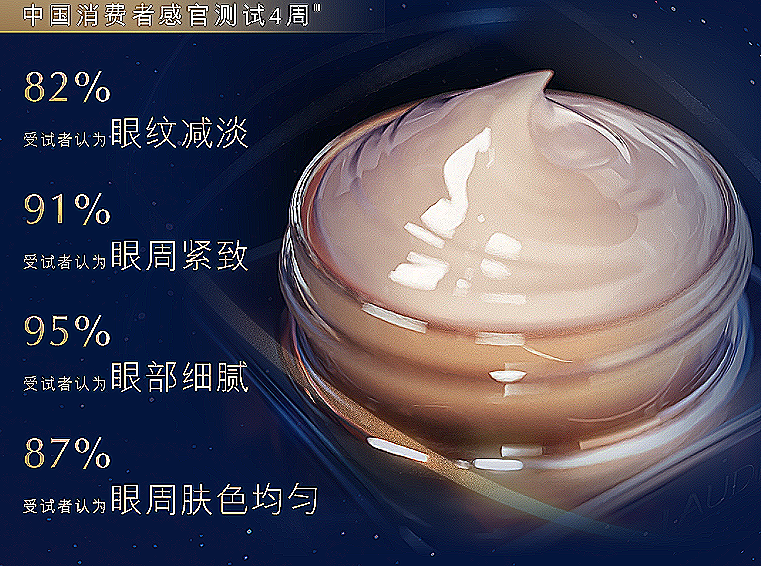 中国消费者感官测试4周
82%
受试者认为眼纹减淡
91%
受试者认为眼周紧致
95%
受试者认为眼部细腻
87%
受试者认为眼周肤色均匀